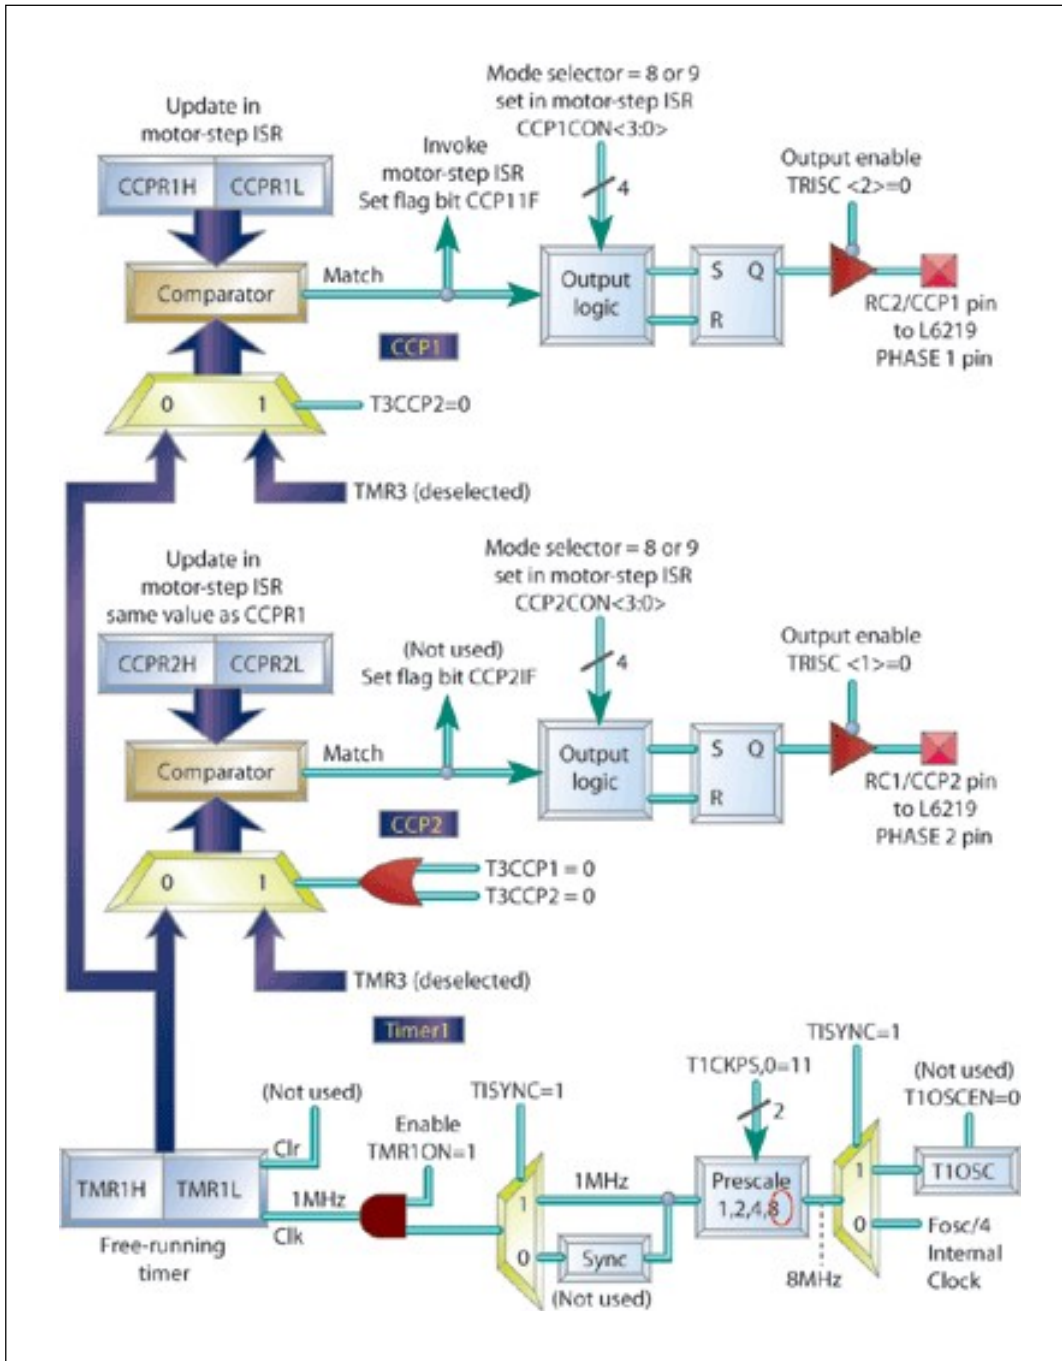 Mode selector = 8 or 9
set in motor-step ISR
CCP1CON<3:0>
Update in
motor-step ISR
CCPR1H CCPR1L
Invoke
motor-step ISR
Set flag bit CCP11F
4
Output enable
TRISC <2>=0
Comparator
Match
Output
logic
S Q
R
RC2/CCP1 pin
to L6219
PHASE 1 pin
CCP1
0 1
T3CCP2=0
TMR3 (deselected)
Mode selector = 8 or 9
set in motor-step ISR
CCP2CON<3:0>
Update in
motor-step ISR
same value as CCPR1
CCPR2H CCPR2L
(Not used)
Set flag bit CCP2IF
4
Output enable
TRISC <1>=0
Comparator
Match
Output
logic
S Q
R
RC1/CCP2 pin
to L6219
PHASE 2 pin
CCP2
0 1
T3CCP1 = 0
T3CCP2 = 0
TMR3 (deselected)
Timer1
TISYNC=1
T1CKPS,0=11
2
(Not used)
T1OSCEN=0
(Not used)
TISYNC=1
Enable
TMR1ON=1
Clr
TMR1H TMR1L
1MHz
Clk
1
0
1MHz
Sync
(Not used)
Prescale
1,2,4,8
8MHz
1
0
T1OSC
Fosc/4
Internal
Clock
Free-running
timer